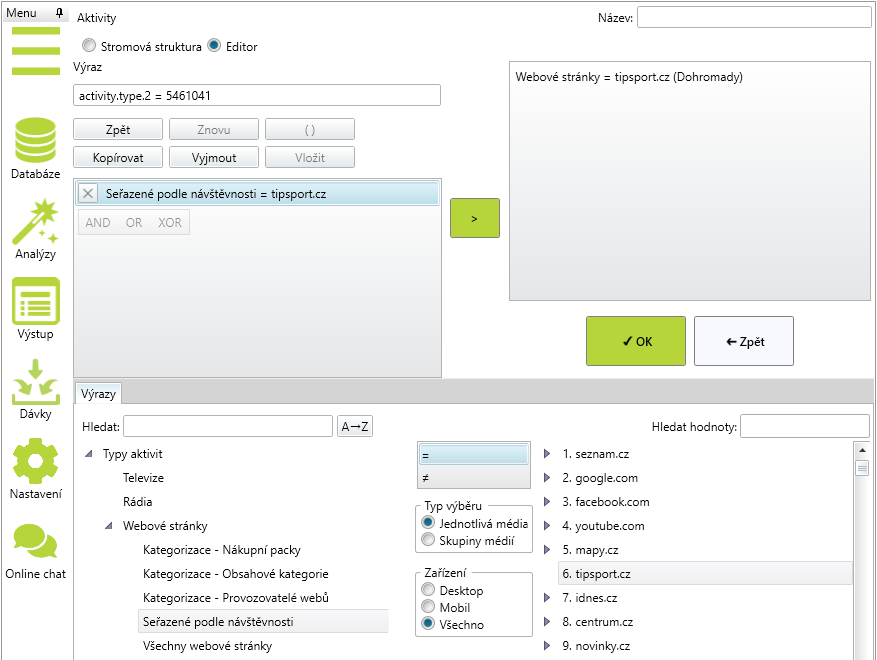 Menu
Aktivity
Název:
Stromová struktura
Editor
Výraz
activity.type.2 = 5461041
Webové stránky = tipsport.cz (Dohromady)
Zpět
Znovu
( )
Kopírovat
Vyjmout
Vložit
Databáze
Seřazené podle návštěvnosti = tipsport.cz
AND OR XOR
>
Analýzy
Výstup
✓ OK
← Zpět
Dávky
Nastavení
Online chat
Výrazy
Hledat:
A→Z
Hledat hodnoty:
Typy aktivit
Televize
Rádia
Webové stránky
Kategorizace - Nákupní packy
Kategorizace - Obsahové kategorie
Kategorizace - Provozovatelé webů
Seřazené podle návštěvnosti
Všechny webové stránky
=
≠
Typ výběru
Jednotlivá média
Skupiny médií
Zařízení
Desktop
Mobil
Všechno
1. seznam.cz
2. google.com
3. facebook.com
4. youtube.com
5. mapy.cz
6. tipsport.cz
7. idnes.cz
8. centrum.cz
9. novinky.cz